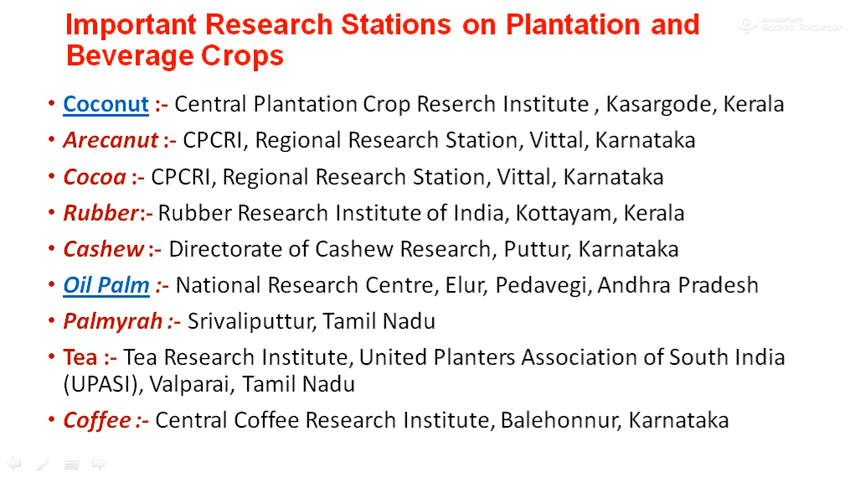 Important Research Stations on Plantation and
Beverage Crops
• Coconut :- Central Plantation Crop Reserch Institute , Kasargode, Kerala
• Arecanut :- CPCRI, Regional Research Station, Vittal, Karnataka
• Cocoa :- CPCRI, Regional Research Station, Vittal, Karnataka
• Rubber:- Rubber Research Institute of India, Kottayam, Kerala
• Cashew :- Directorate of Cashew Research, Puttur, Karnataka
• Oil Palm :- National Research Centre, Elur, Pedavegi, Andhra Pradesh
• Palmyrah :- Srivaliputtur, Tamil Nadu
• Tea :- Tea Research Institute, United Planters Association of South India
(UPASI), Valparai, Tamil Nadu
• Coffee :- Central Coffee Research Institute, Balehonnur, Karnataka